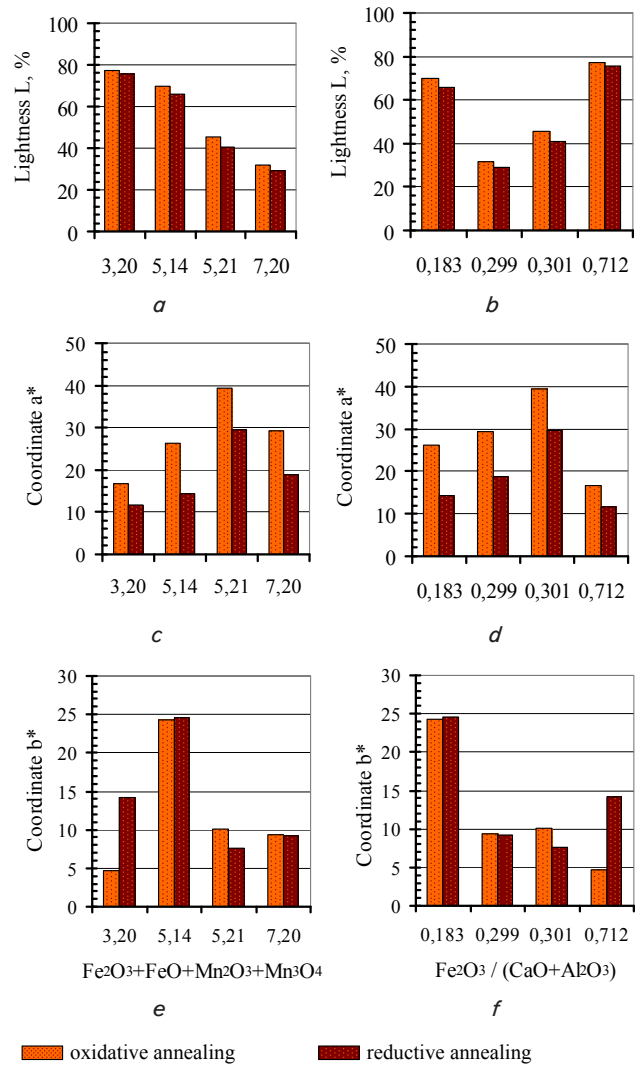 Lightness L, %
100
80
60
40
20
0
3,20 5,14 5,21 7,20
a
Lightness L, %
100
80
60
40
20
0
0,183 0,299 0,301 0,712
b
Coordinate a*
50
40
30
20
10
0
3,20 5,14 5,21 7,20
c
Coordinate a*
50
40
30
20
10
0
0,183 0,299 0,301 0,712
d
Coordinate b*
30
25
20
15
10
5
0
3,20 5,14 5,21 7,20
Fe2O3+FeO+Mn2O3+Mn3O4
e
Coordinate b*
30
25
20
15
10
5
0
0,183 0,299 0,301 0,712
Fe2O3 / (CaO+Al2O3)
f
oxidative annealing
reductive annealing